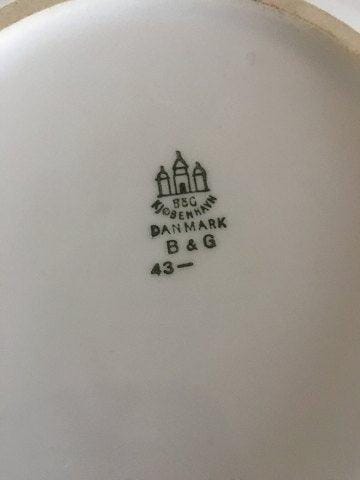 B&G
KJØBENHAVN
DANMARK
B & G
43—